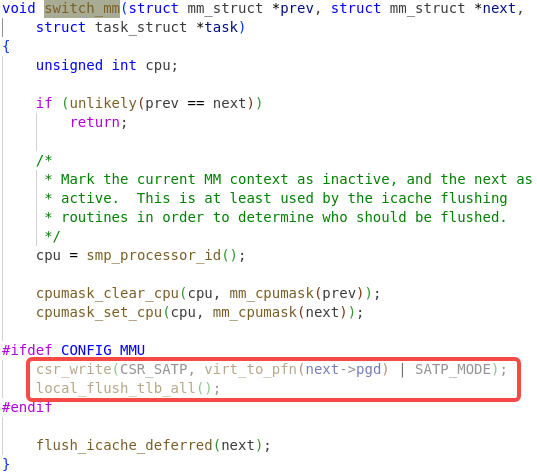 void switch_mm(struct mm_struct *prev, struct mm_struct *next,
    struct task_struct *task)
{
    unsigned int cpu;

    if (unlikely(prev == next))
        return;

    /*
     * Mark the current MM context as inactive, and the next as
     * active.  This is at least used by the icache flushing
     * routines in order to determine who should be flushed.
     */
    cpu = smp_processor_id();

    cpumask_clear_cpu(cpu, mm_cpumask(prev));
    cpumask_set_cpu(cpu, mm_cpumask(next));

#ifdef CONFIG_MMU
    csr_write(CSR_SATP, virt_to_pfn(next->pgd) | SATP_MODE);
    local_flush_tlb_all();
#endif

    flush_icache_deferred(next);
}